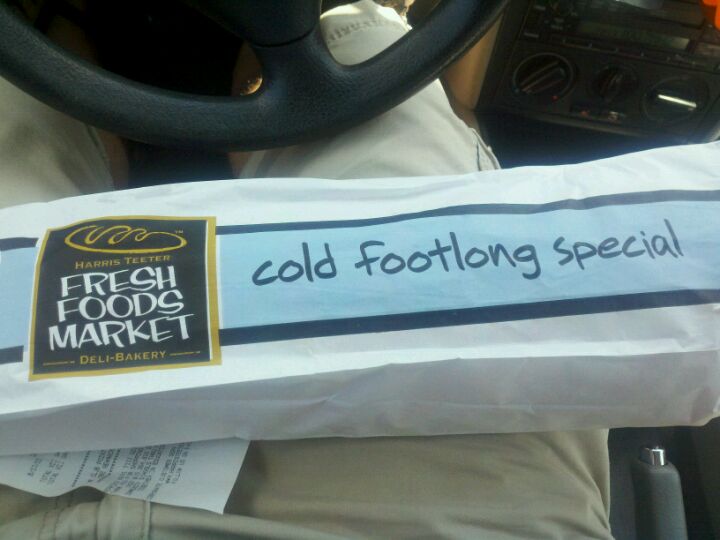 HARRIS TEETER
FRESH
FOODS
MARKET
DELI-BAKERY
cold footlong special